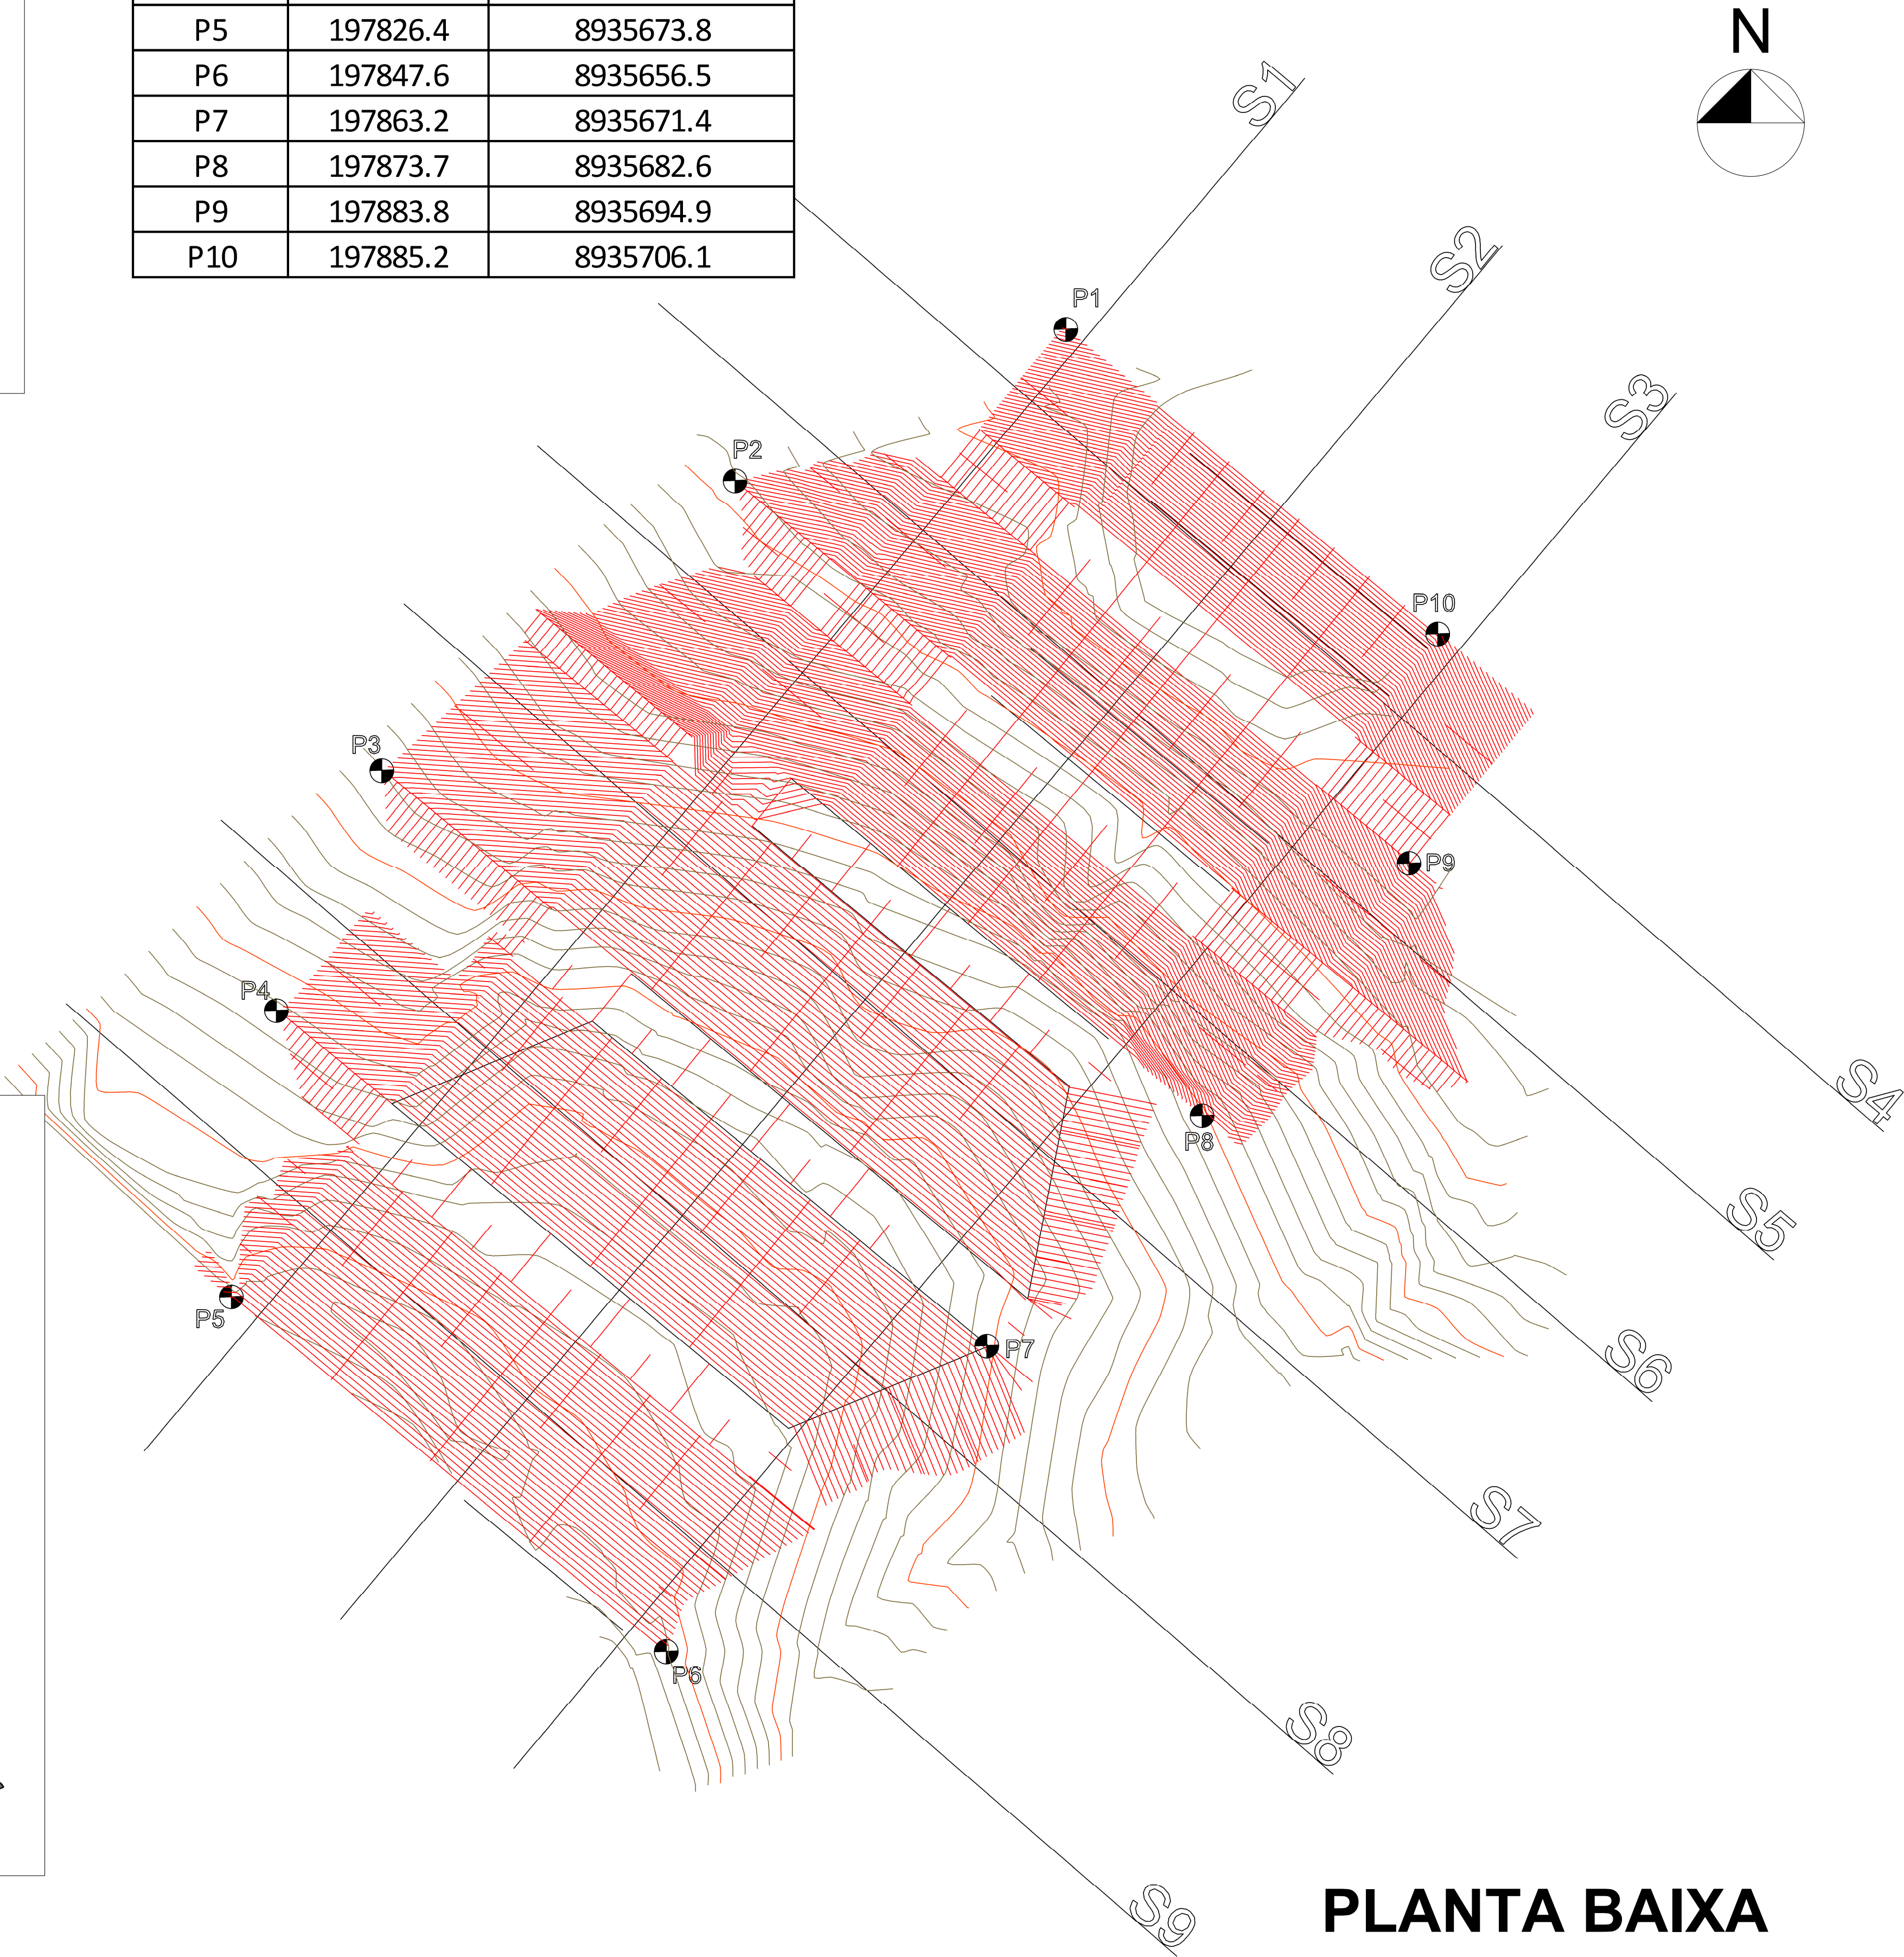 P5 197826.4 8935673.8
P6 197847.6 8935656.5
P7 197863.2 8935671.4
P8 197873.7 8935682.6
P9 197883.8 8935694.9
P10 197885.2 8935706.1
N
S1
S2
S3
P1
P2
P10
P3
P9
P4
S4
P8
S5
P5
P7
S6
S7
P6
S8
S9
PLANTA BAIXA